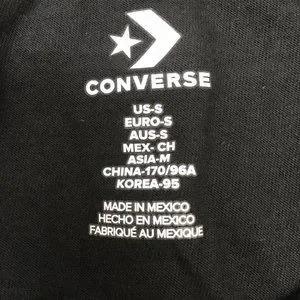 CONVERSE
US-S
EURO-S
AUS-S
MEX- CH
ASIA-M
CHINA-170/96A
KOREA-95
MADE IN MEXICO
HECHO EN MEXICO
FABRIQUÉ AU MEXIQUE